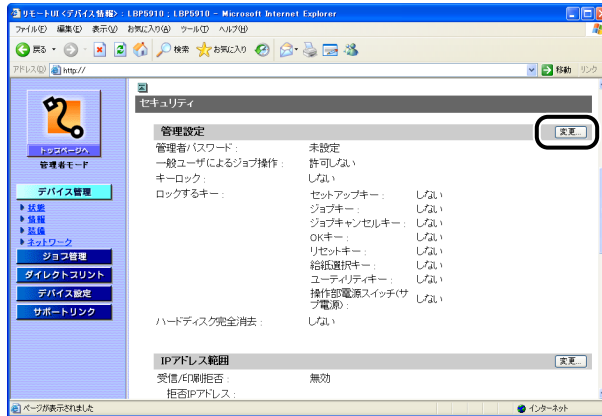 リモートUI <デバイス情報> : LBP5910 ; LBP5910 - Microsoft Internet Explorer
ファイル(F) 編集(E) 表示(V) お気に入り(A) ツール(T) ヘルプ(H)
戻る 検索 お気に入り
アドレス(D) http:// 移動 リンク
トップページへ
管理者モード
デバイス管理
状態
情報
装備
ネットワーク
ジョブ管理
ダイレクトプリント
デバイス設定
サポートリンク
セキュリティ
管理設定 変更...
管理者パスワード : 未設定
一般ユーザによるジョブ操作 : 許可しない
キーロック : しない
ロックするキー : セットアップキー : しない
ジョブキー : しない
ジョブキャンセルキー : しない
OKキー : しない
リセットキー : しない
給紙選択キー : しない
ユーティリティキー : しない
操作部電源スイッチ(サ
ブ電源) : しない
ハードディスク完全消去 : しない
IPアドレス範囲 変更...
受信/印刷拒否 : 無効
拒否IPアドレス :
ページが表示されました インターネット